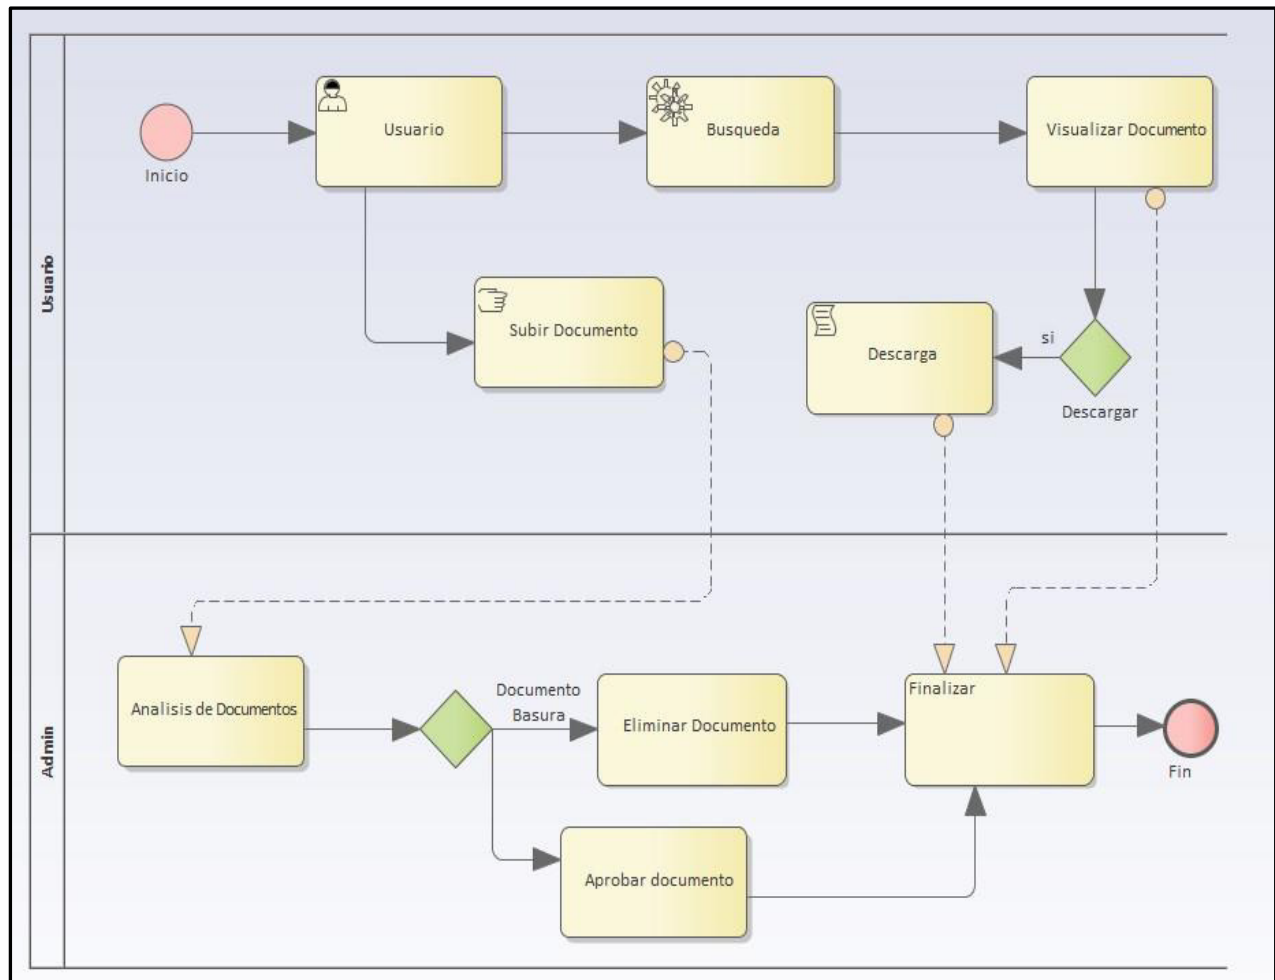 Usuario
Inicio
Usuario
Busqueda
Visualizar Documento
Subir Documento
Descarga
si
Descargar
Admin
Analisis de Documentos
Documento
Basura
Eliminar Documento
Aprobar documento
Finalizar
Fin